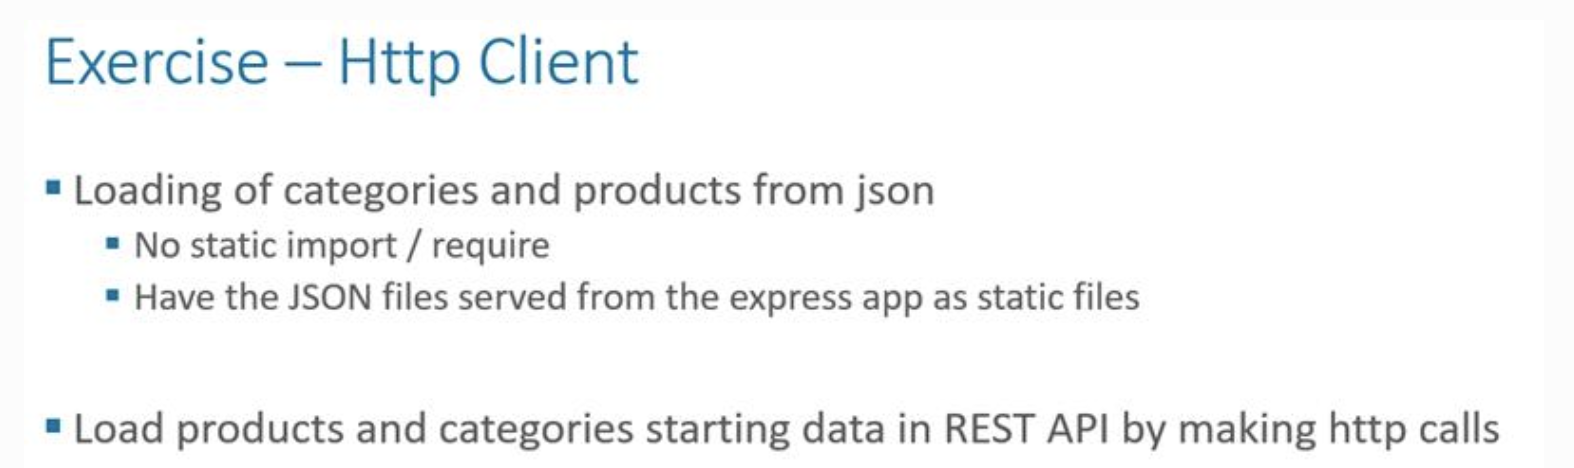 Exercise – Http Client
▪ Loading of categories and products from json
▪ No static import / require
▪ Have the JSON files served from the express app as static files
▪ Load products and categories starting data in REST API by making http calls